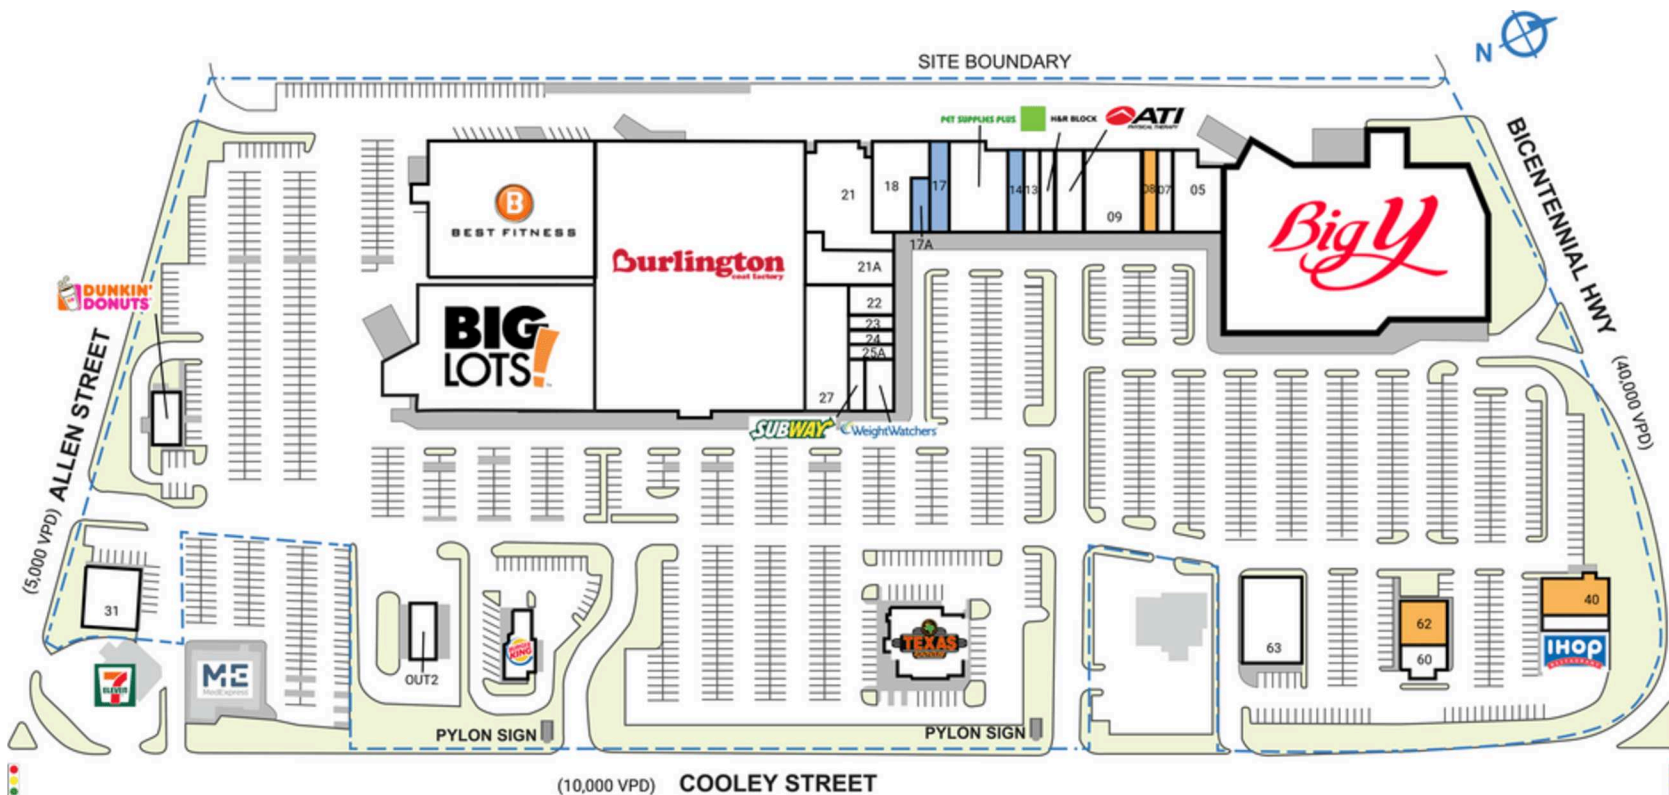 N
SITE BOUNDARY
PET SUPPLIES PLUS
H&R BLOCK
ATI
PHYSICAL THERAPY
BICENTENNIAL HWY
(40,000 VPD)
B
BEST FITNESS
Burlington
coat factory
21
18
17
17A
14
13
09
08
07
05
Big Y
21A
22
23
24
25A
27
BIG
LOTS!
DUNKIN'
DONUTS
ALLEN STREET
(5,000 VPD)
SUBWAY
WeightWatchers
31
7
ELEVEN
ME
MedExpress
OUT2
BURGER
KING
TEXAS
63
62
60
40
IHOP
RESTAURANT
PYLON SIGN
PYLON SIGN
(10,000 VPD) COOLEY STREET